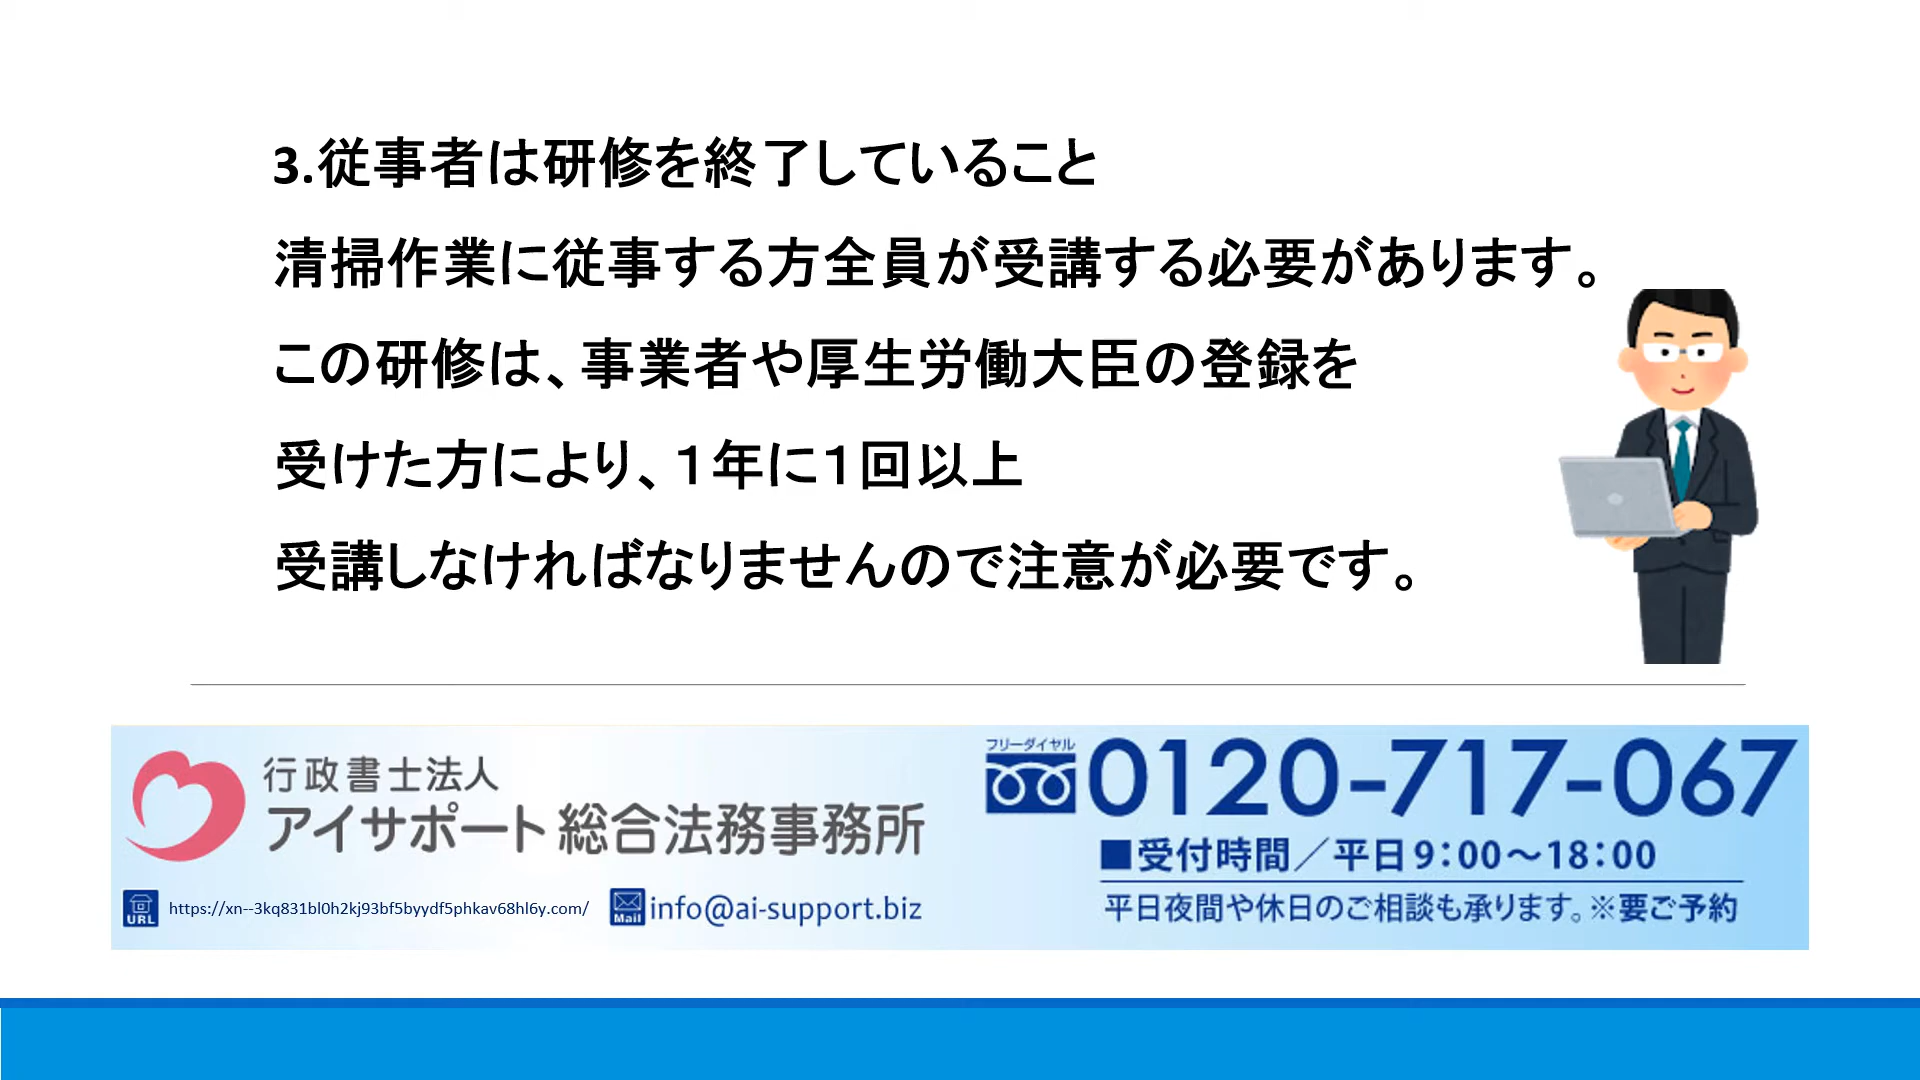 3.従事者は研修を終了していること
清掃作業に従事する方全員が受講する必要があります。
この研修は、事業者や厚生労働大臣の登録を
受けた方により、１年に１回以上
受講しなければなりませんので注意が必要です。
行政書士法人
アイサポート総合法務事務所
URL https://xn--3kq831bl0h2kj93bf5byydf5phkav68hl6y.com/
Mail info@ai-support.biz
フリーダイヤル
0120-717-067
■受付時間／平日9：00～18：00
平日夜間や休日のご相談も承ります。※要ご予約